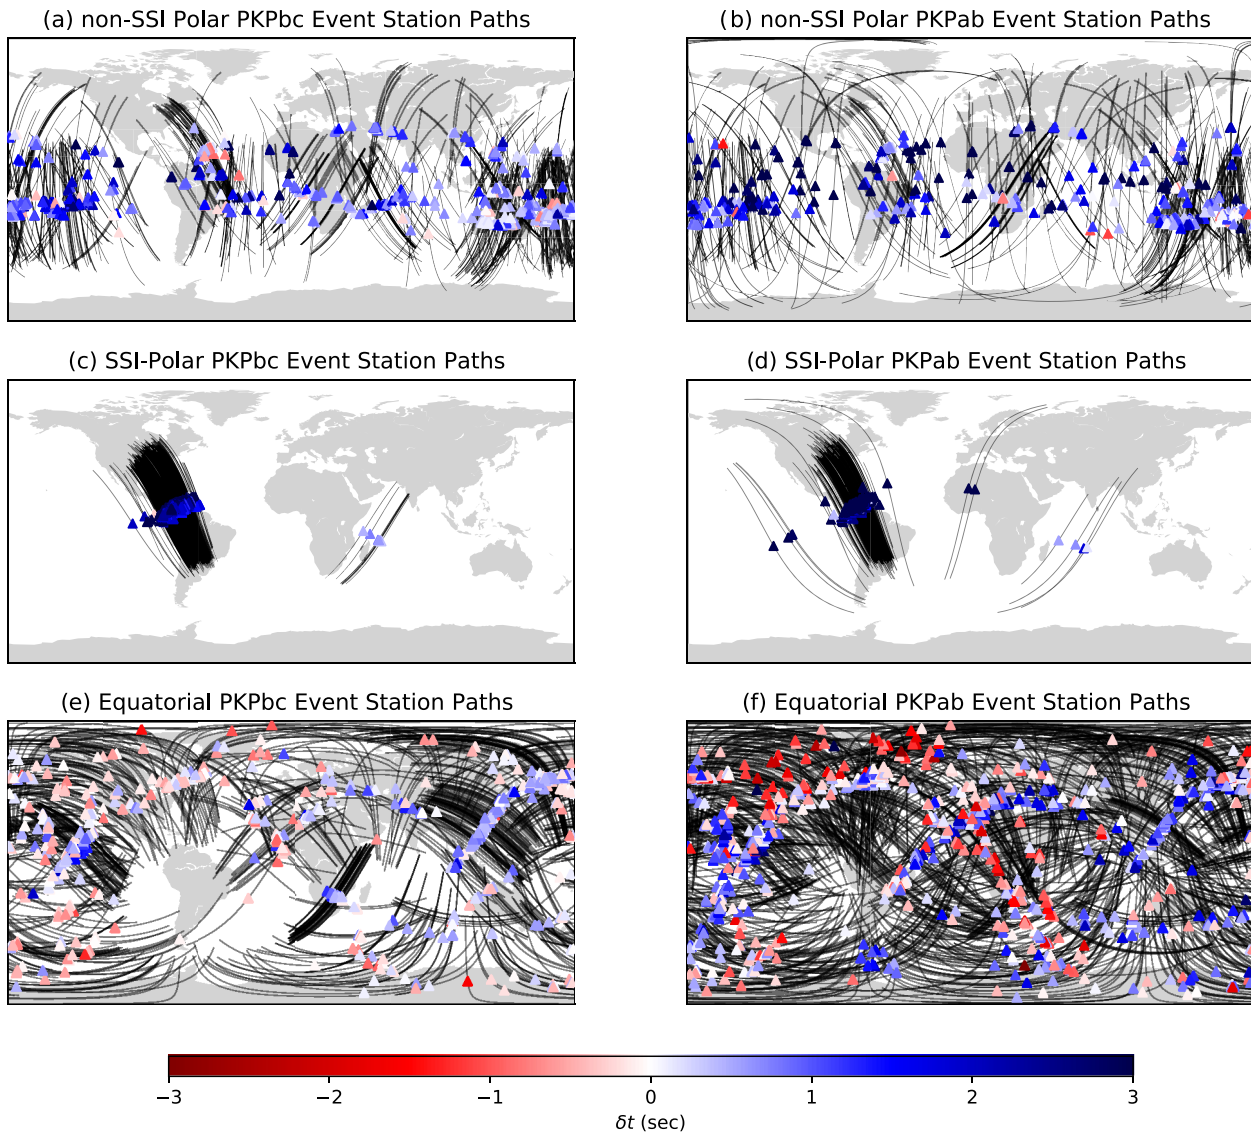 (a) non-SSI Polar PKPbc Event Station Paths
(b) non-SSI Polar PKPab Event Station Paths
(c) SSI-Polar PKPbc Event Station Paths
(d) SSI-Polar PKPab Event Station Paths
(e) Equatorial PKPbc Event Station Paths
(f) Equatorial PKPab Event Station Paths
−3 −2 −1 0 1 2 3
δt (sec)